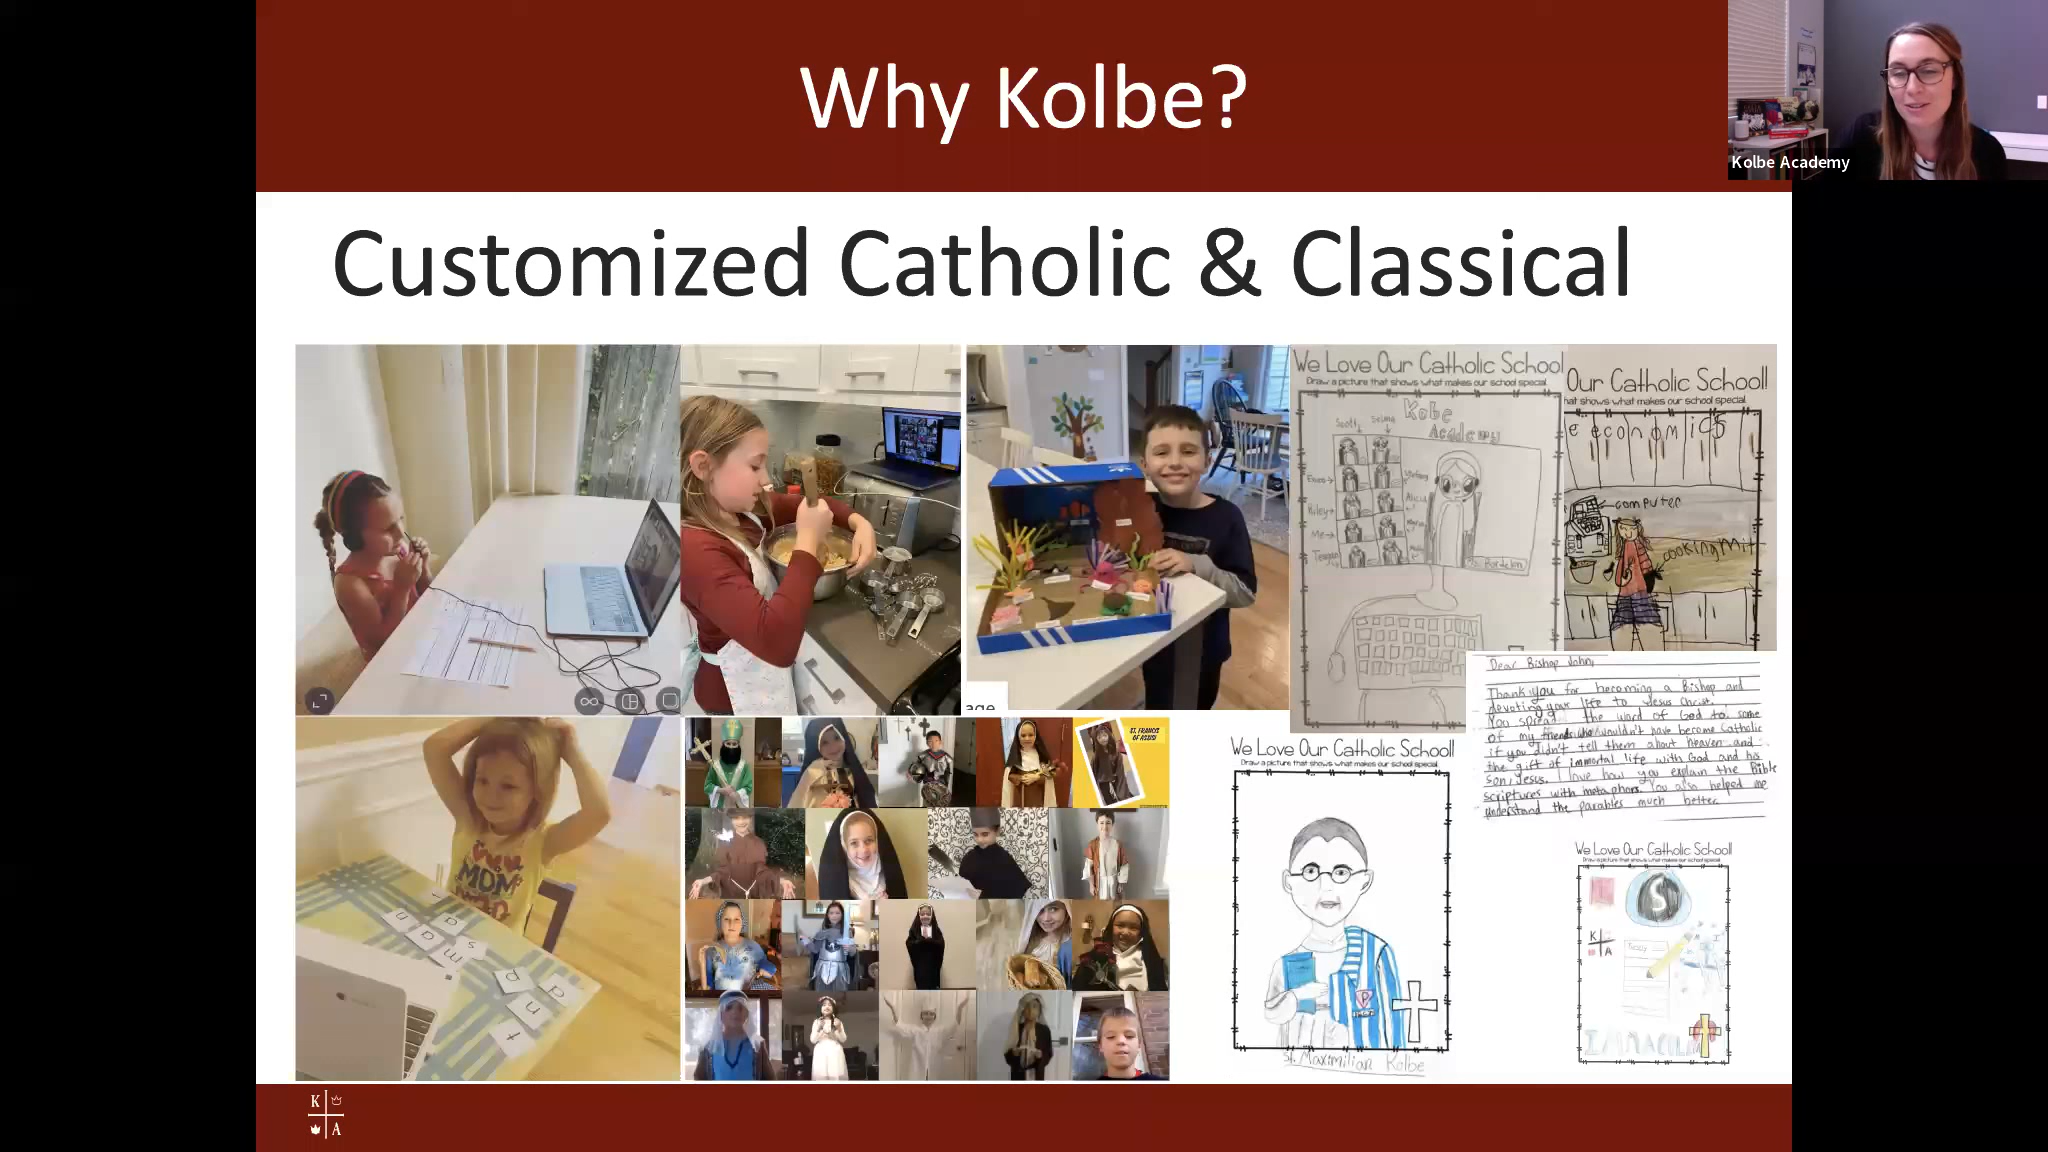 Why Kolbe?
Kolbe Academy
Customized Catholic & Classical
We Love Our Catholic School
Draw a picture that shows what makes our school special.
Kolbe
Academy
Scott
Selma
Me
Teagan
Our Catholic School!
hat shows what makes our school special.
e economics
computer
cooking Mit
age
Dear Bishop John,
Thank you for becoming a Bishop and
devoting your life to Jesus Christ.
You spread the word of God to some
of my friends who wouldn't have become Catholic
if you didn't tell them about heaven and
the gift of immortal life with God and his
son, Jesus. I love how you explain the Bible
scriptures with metaphors. You also helped me
understand the parables much better.
ST. FRANCIS
OF ASSISI
MOM
u
a
p
s
m
a
g
u
d
t
We Love Our Catholic School!
Draw a picture that shows what makes our school special.
P
St. Maximilian Kolbe
We Love Our Catholic School!
Draw a picture that shows what makes our school special.
S
K
A
IMMACUL
K
A